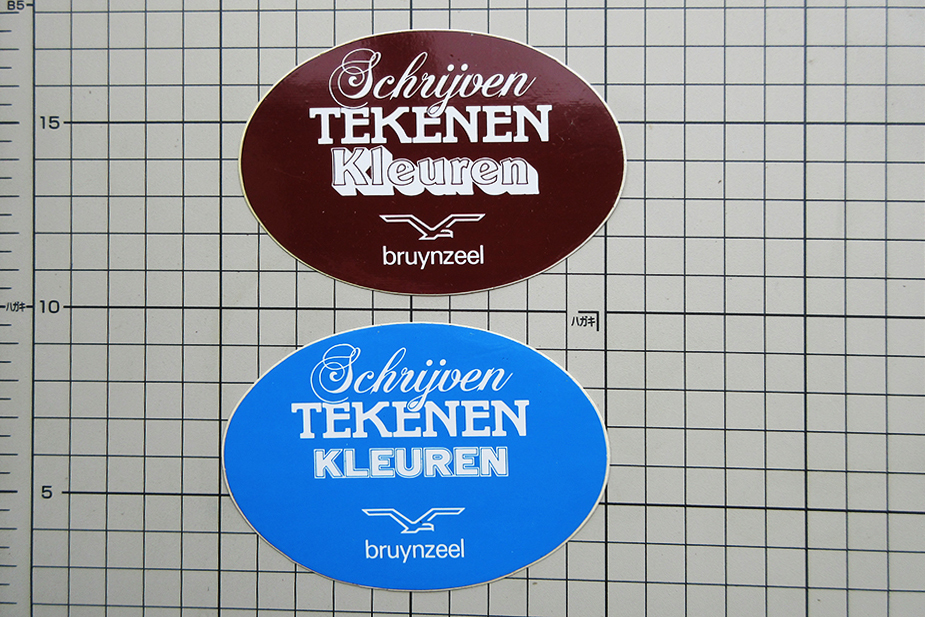 B5
15
Schrijven
TEKENEN
Kleuren
bruynzeel
ハガキ
10
ハガキ
Schrijven
TEKENEN
KLEUREN
5
bruynzeel